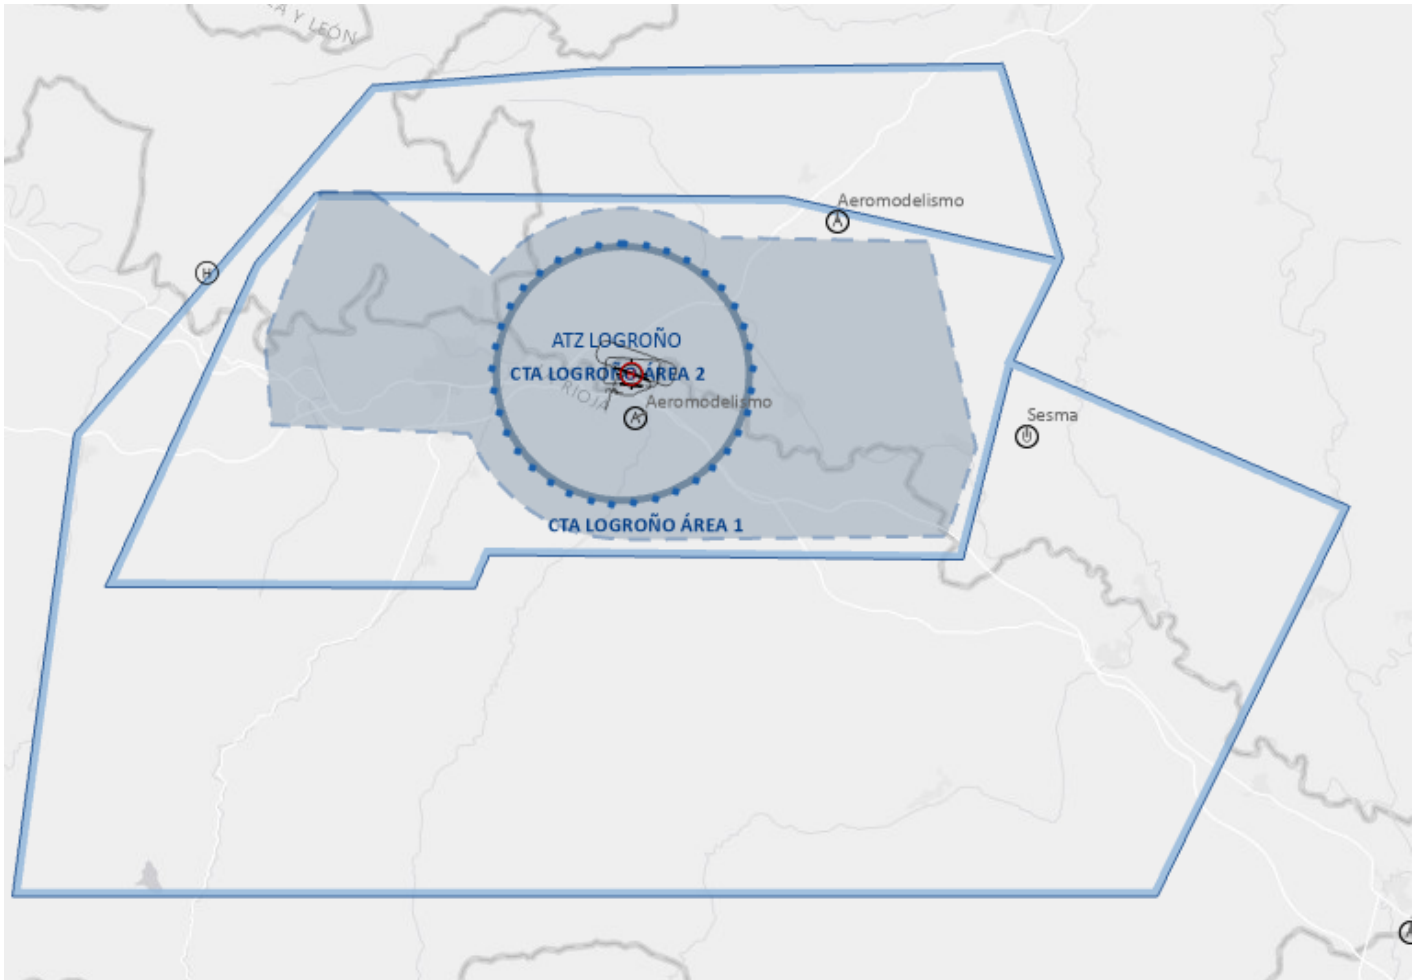 A Y LEÓN
Aeromodelismo
H
ATZ LOGROÑO
CTA LOGROÑO ÁREA 2
RIOJA
Aeromodelismo
Sesma
CTA LOGROÑO ÁREA 1